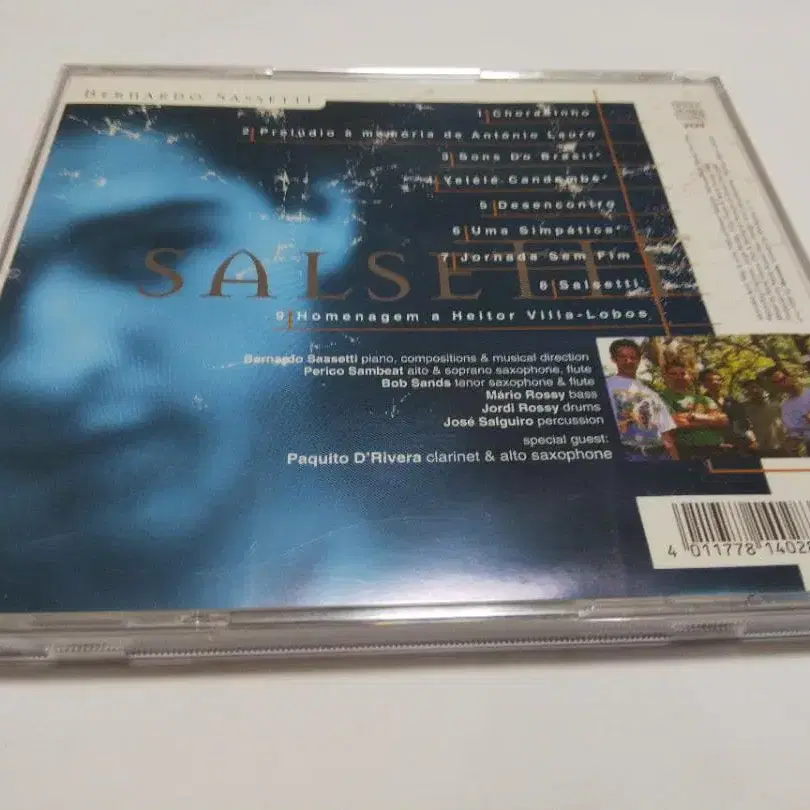 BERNARDO SASSETTI
1 Chorazinho
2 Prelúdio à memória de António Lauro
3 Sons Do Brasil*
4 Yelélé Candombe*
5 Desencontro
6 Uma Simpática*
7 Jornada Sem Fim
SALSETTI
8 Salsetti
9 Homenagem a Heitor Villa-Lobos
Bernardo Sassetti piano, compositions & musical direction
Perico Sambeat alto & soprano saxophone, flute
Bob Sands tenor saxophone & flute
Mário Rossy bass
Jordi Rossy drums
José Salguiro percussion
special guest:
Paquito D'Rivera clarinet & alto saxophone
4 011778 14028